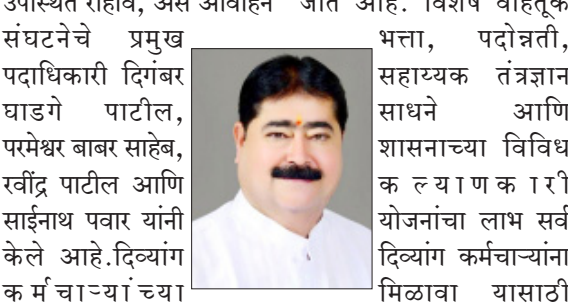 उपस्थित राहावे, असे आवाहन
संघटनेचे प्रमुख
पदाधिकारी दिगंबर
घाडगे पाटील,
परमेश्वर बाबर साहेब,
रवींद्र पाटील आणि
साईनाथ पवार यांनी
केले आहे.दिव्यांग
कर्मचाऱ्यांच्या
जात आहे. विशेष वाहतूक
भत्ता, पदोन्नती,
सहाय्यक तंत्रज्ञान
साधने आणि
शासनाच्या विविध
कल्याणकारी
योजनांचा लाभ सर्व
दिव्यांग कर्मचाऱ्यांना
मिळावा यासाठी